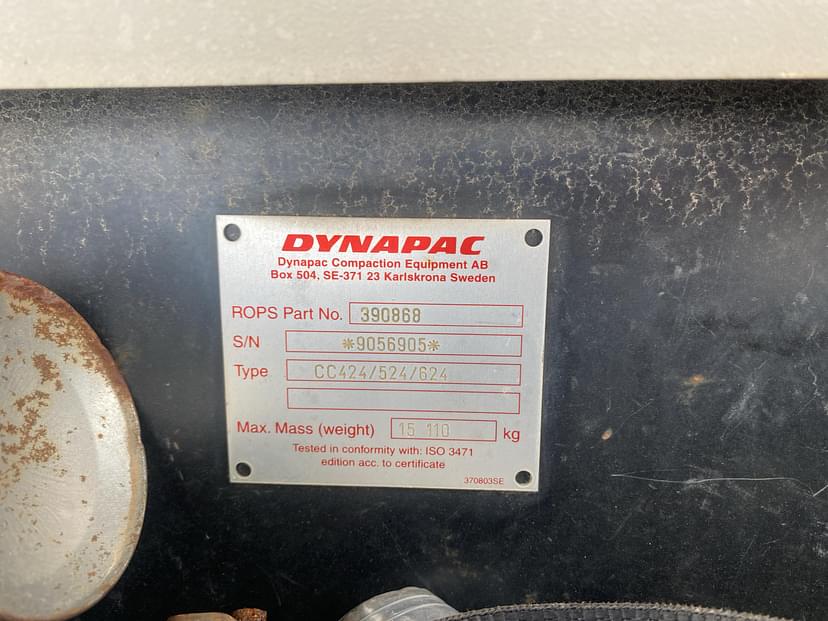 DYNAPAC
Dynapac Compaction Equipment AB
Box 504, SE-371 23 Karlskrona Sweden
ROPS Part No. 390868
S/N *9056905*
Type CC424/524/624
Max. Mass (weight) 15 110 kg
Tested in conformity with: ISO 3471
edition acc. to certificate
370803SE